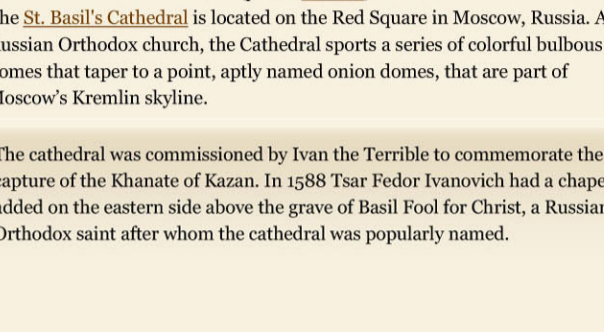 he St. Basil's Cathedral is located on the Red Square in Moscow, Russia. A
ussian Orthodox church, the Cathedral sports a series of colorful bulbous
omes that taper to a point, aptly named onion domes, that are part of
Moscow’s Kremlin skyline.
The cathedral was commissioned by Ivan the Terrible to commemorate the
capture of the Khanate of Kazan. In 1588 Tsar Fedor Ivanovich had a chape
added on the eastern side above the grave of Basil Fool for Christ, a Russian
Orthodox saint after whom the cathedral was popularly named.